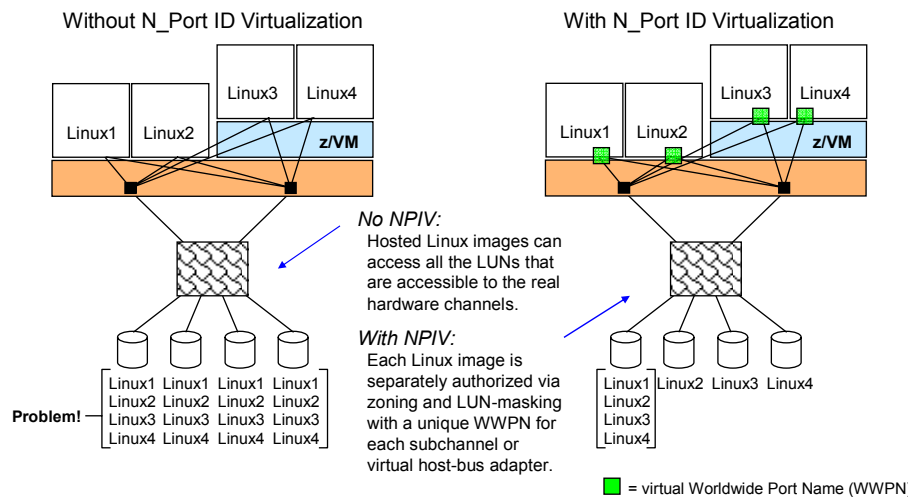 Without N_Port ID Virtualization
Linux3 Linux4
Linux1 Linux2
z/VM
No NPIV:
Hosted Linux images can
access all the LUNs that
are accessible to the real
hardware channels.
Linux1 Linux1 Linux1 Linux1
Linux2 Linux2 Linux2 Linux2
Problem!
Linux3 Linux3 Linux3 Linux3
Linux4 Linux4 Linux4 Linux4
With NPIV:
Each Linux image is
separately authorized via
zoning and LUN-masking
with a unique WWPN for
each subchannel or
virtual host-bus adapter.
With N_Port ID Virtualization
Linux3 Linux4
Linux1 Linux2
z/VM
Linux1 Linux2 Linux3 Linux4
Linux2
Linux3
Linux4
= virtual Worldwide Port Name (WWPN)